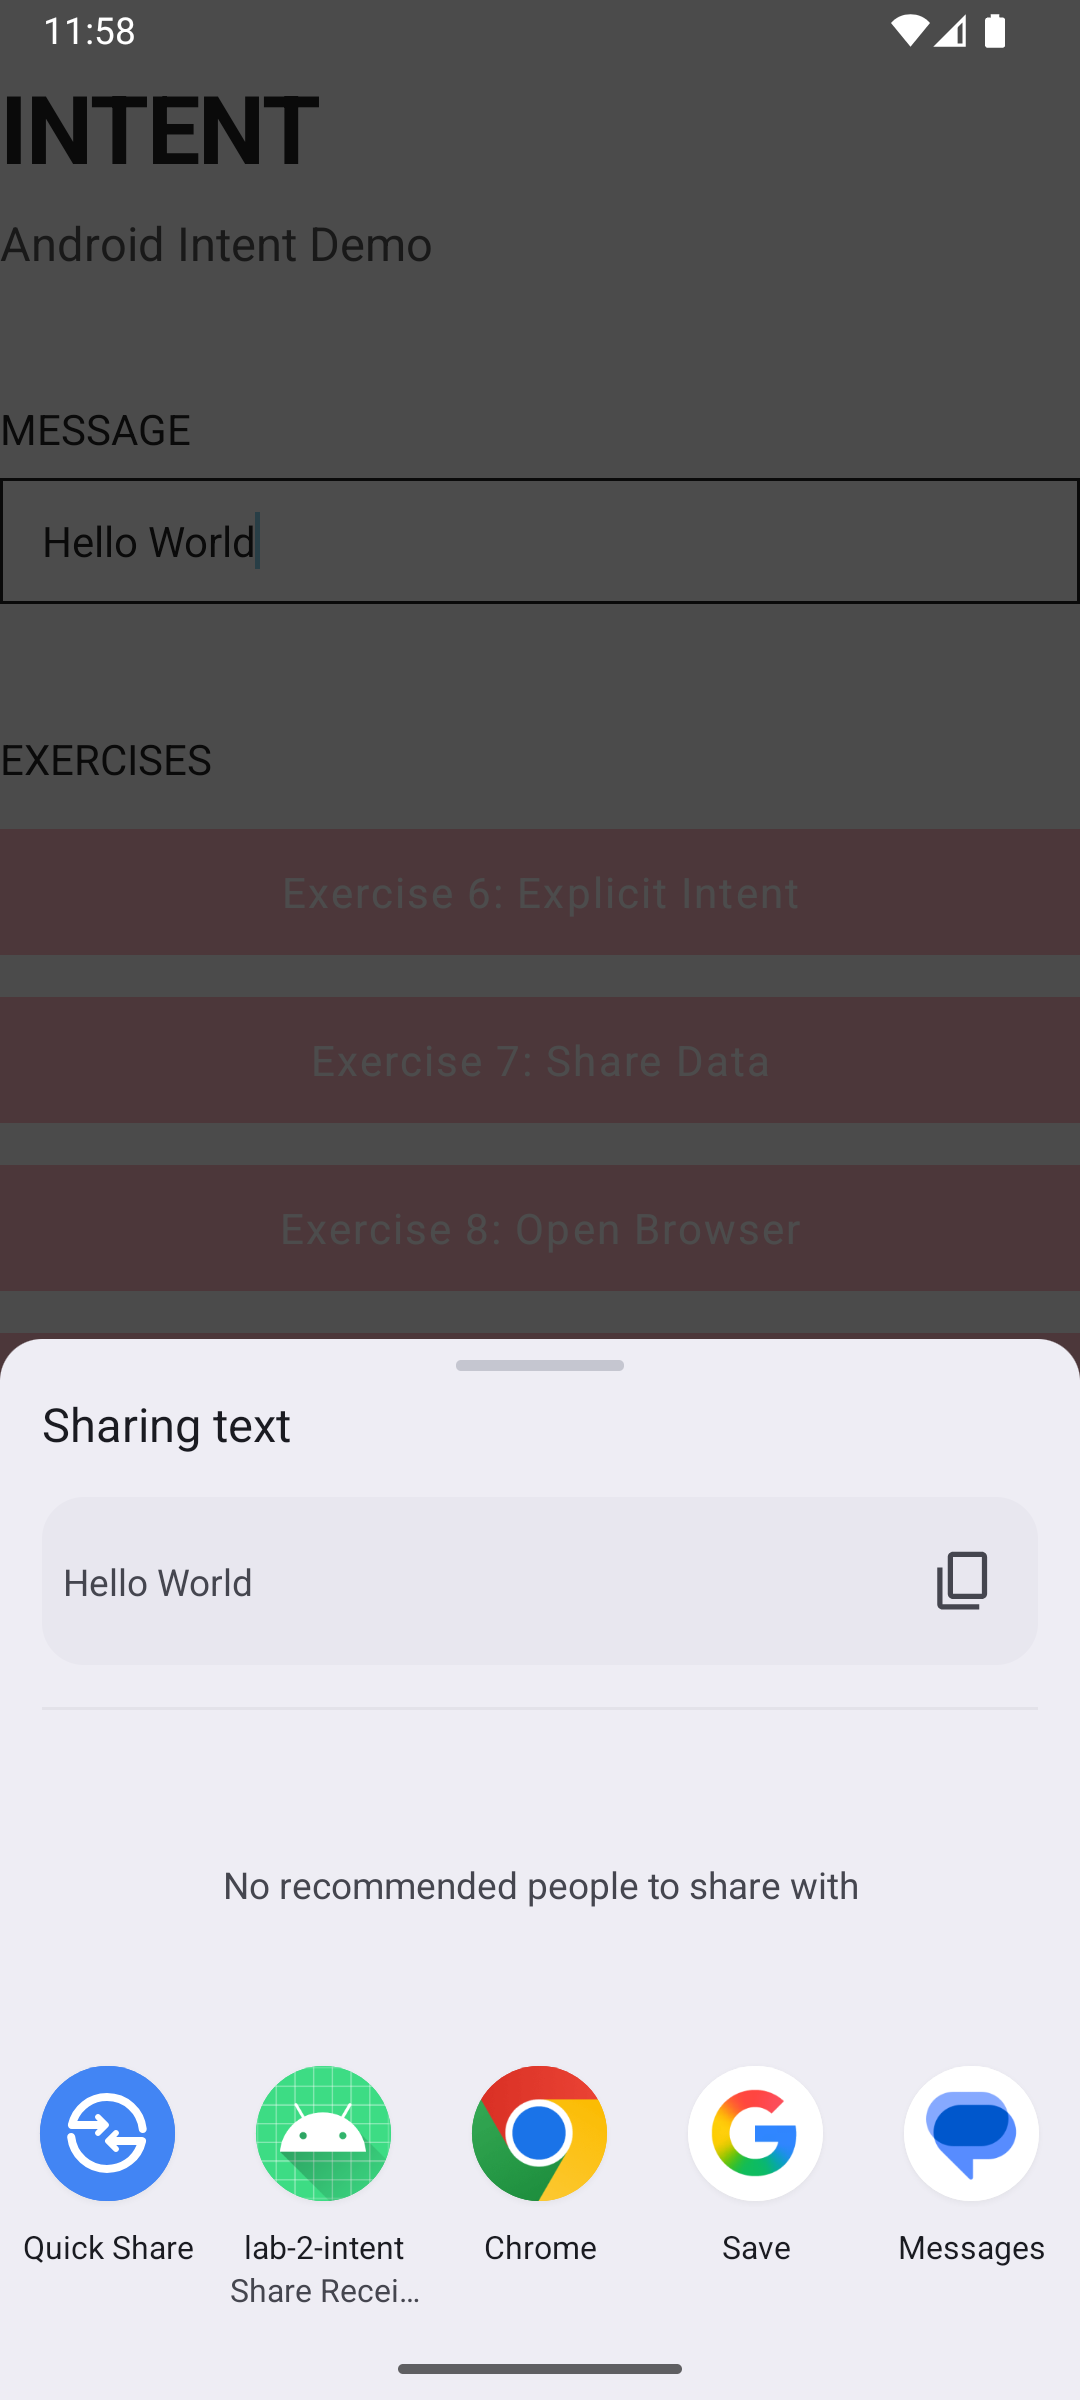 11:58
INTENT
Android Intent Demo
MESSAGE
Hello World
EXERCISES
Exercise 6: Explicit Intent
Exercise 7: Share Data
Exercise 8: Open Browser
Sharing text
Hello World
No recommended people to share with
Quick Share
lab-2-intent
Share Recei...
Chrome
Save
Messages